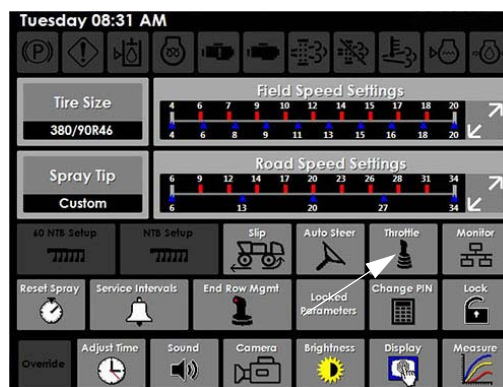 Tuesday 08:31 AM
Tire Size
380/90R46
Field Speed Settings
4 6 7 9 10 12 14 15 17 18 20
4 6 8 9 11 13 15 16 18 20
Spray Tip
Custom
Road Speed Settings
6 9 12 14 17 20 23 26 28 31 34
6 13 20 27 34
60 NTB Setup
NTB Setup
Slip
Auto Steer
Throttle
Monitor
Reset Spray
Service Intervals
End Row Mgmt
Locked
Parameters
Change PIN
Lock
Override
Adjust Time
Sound
Camera
Brightness
Display
Measure